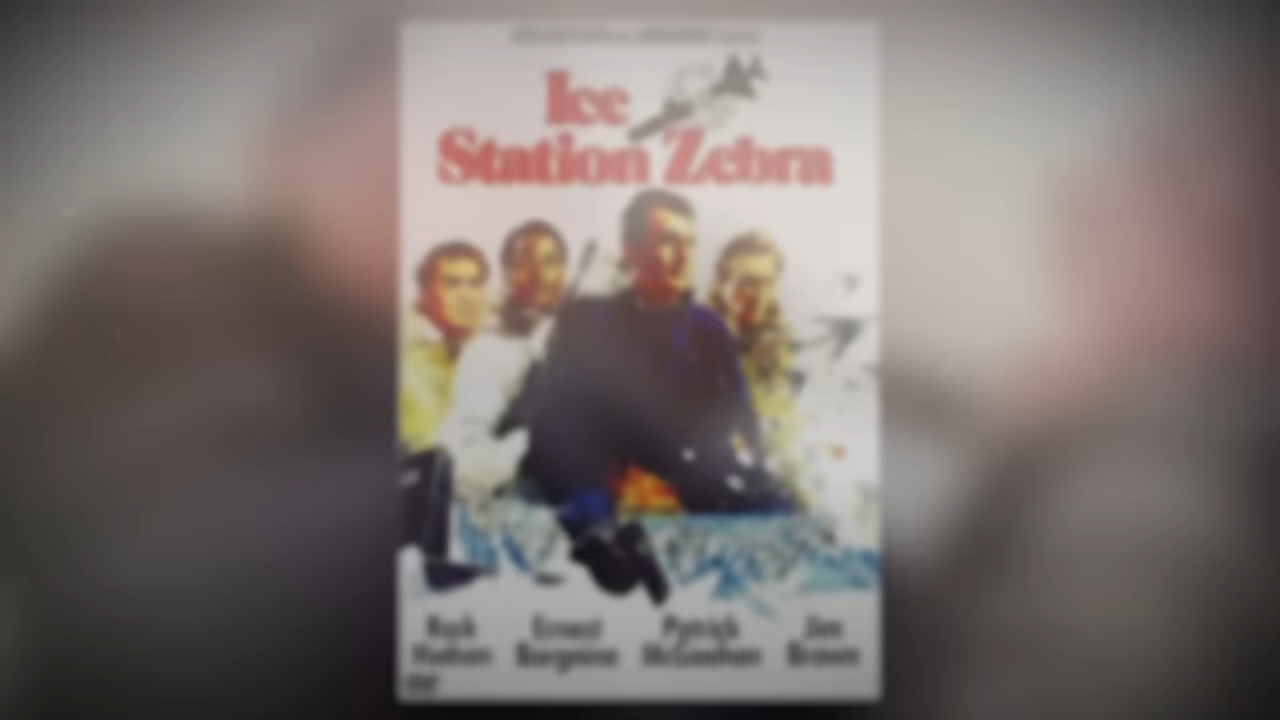 Ice
Station Zebra
Rock Ernest Patrick Jim
Hudson Borgnine McGoohan Brown